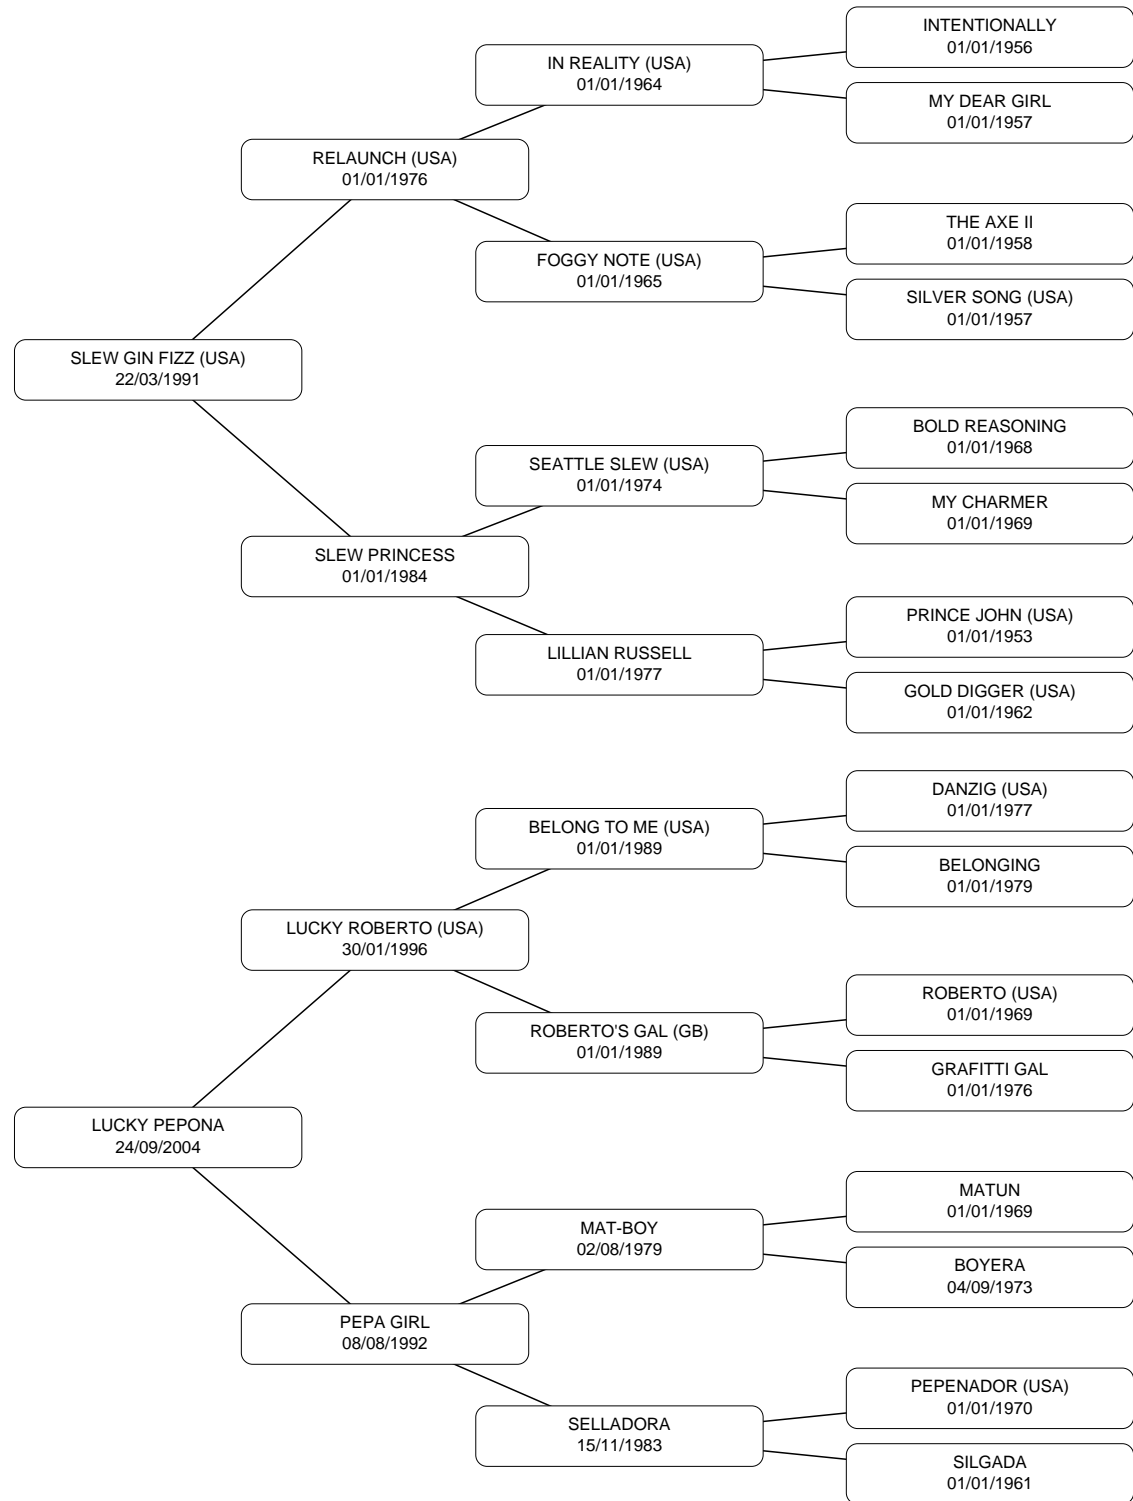 INTENTIONALLY
01/01/1956
IN REALITY (USA)
01/01/1964
MY DEAR GIRL
01/01/1957
RELAUNCH (USA)
01/01/1976
THE AXE II
01/01/1958
FOGGY NOTE (USA)
01/01/1965
SILVER SONG (USA)
01/01/1957
SLEW GIN FIZZ (USA)
22/03/1991
BOLD REASONING
01/01/1968
SEATTLE SLEW (USA)
01/01/1974
MY CHARMER
01/01/1969
SLEW PRINCESS
01/01/1984
PRINCE JOHN (USA)
01/01/1953
LILLIAN RUSSELL
01/01/1977
GOLD DIGGER (USA)
01/01/1962
DANZIG (USA)
01/01/1977
BELONG TO ME (USA)
01/01/1989
BELONGING
01/01/1979
LUCKY ROBERTO (USA)
30/01/1996
ROBERTO (USA)
01/01/1969
ROBERTO'S GAL (GB)
01/01/1989
GRAFITTI GAL
01/01/1976
LUCKY PEPONA
24/09/2004
MATUN
01/01/1969
MAT-BOY
02/08/1979
BOYERA
04/09/1973
PEPA GIRL
08/08/1992
PEPENADOR (USA)
01/01/1970
SELLADORA
15/11/1983
SILGADA
01/01/1961